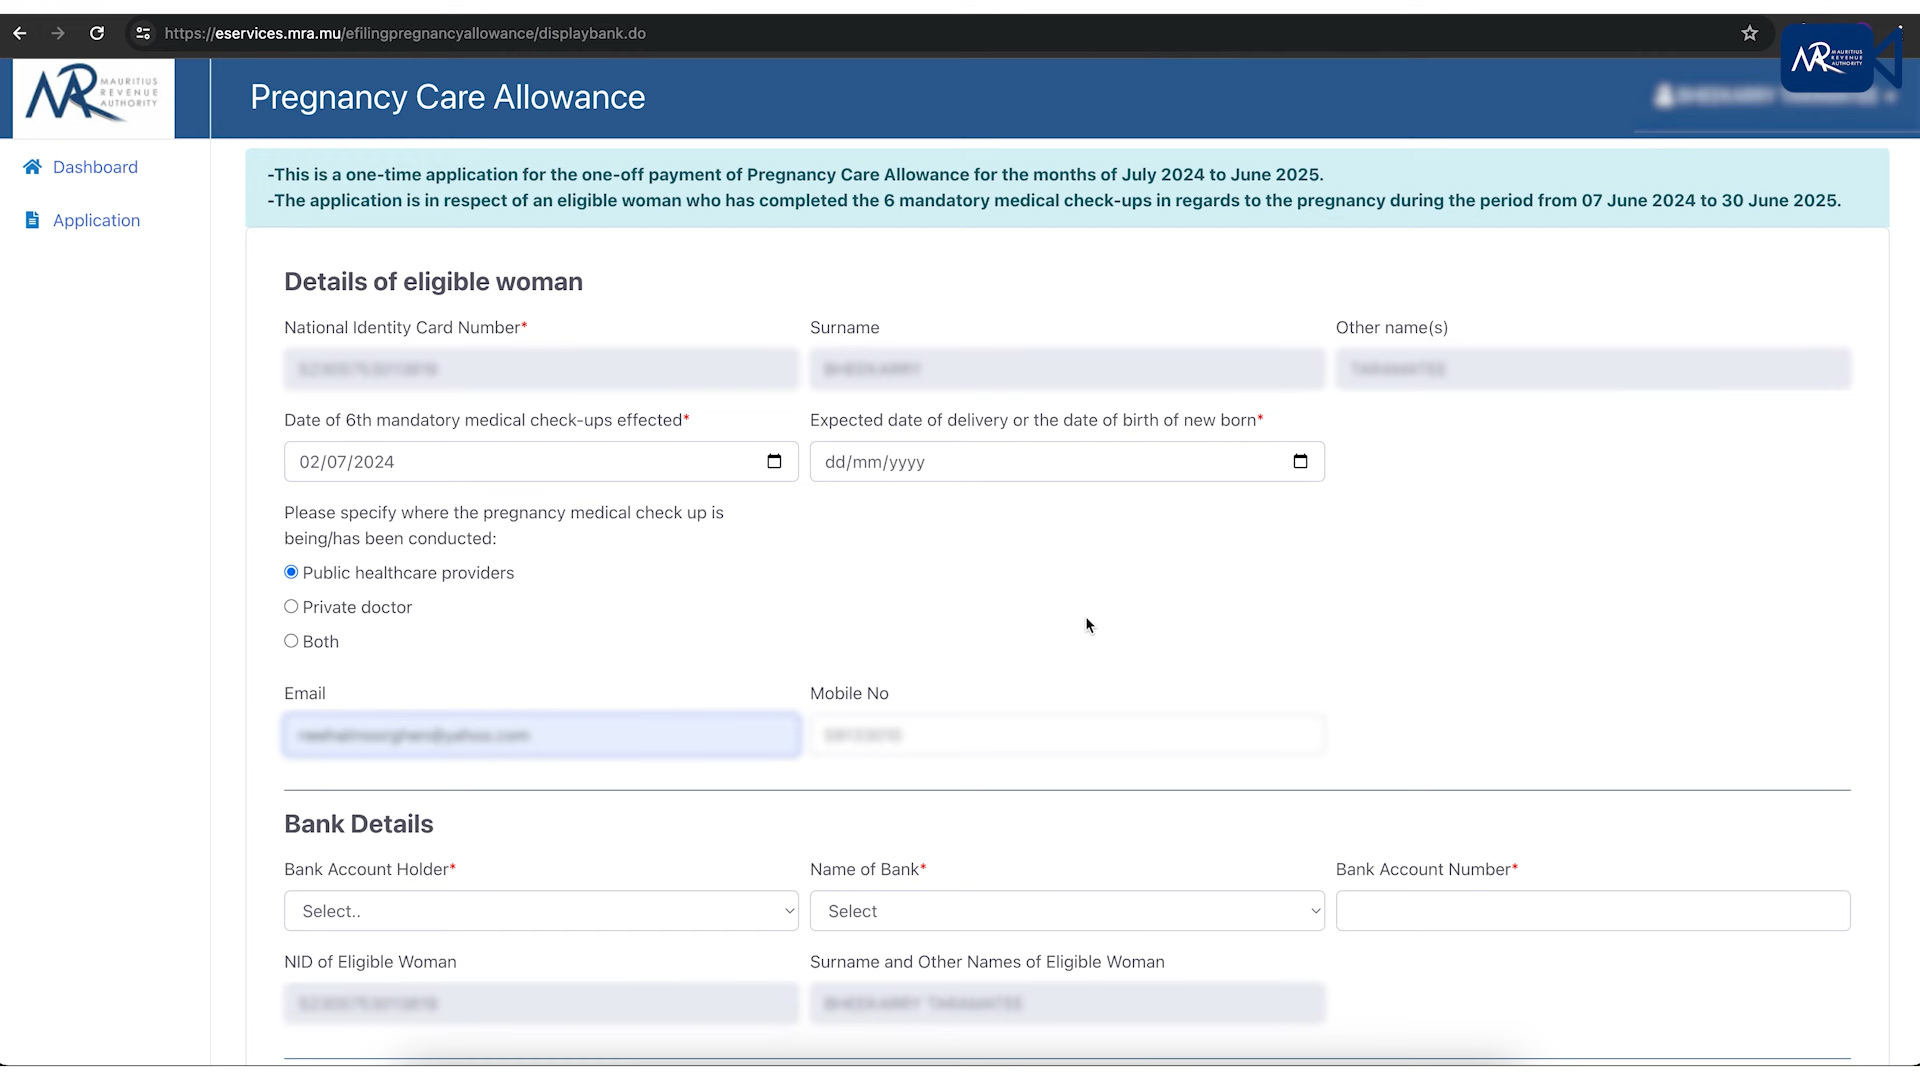 https://eservices.mra.mu/efilingpregnancyallowance/displaybank.do
MAURITIUS
REVENUE
AUTHORITY
Pregnancy Care Allowance
MAURITIUS
REVENUE
AUTHORITY
Dashboard
Application
-This is a one-time application for the one-off payment of Pregnancy Care Allowance for the months of July 2024 to June 2025.
-The application is in respect of an eligible woman who has completed the 6 mandatory medical check-ups in regards to the pregnancy during the period from 07 June 2024 to 30 June 2025.
Details of eligible woman
National Identity Card Number*
Surname
Other name(s)
Date of 6th mandatory medical check-ups effected*
Expected date of delivery or the date of birth of new born*
02/07/2024
dd/mm/yyyy
Please specify where the pregnancy medical check up is
being/has been conducted:
Public healthcare providers
Private doctor
Both
Email
Mobile No
Bank Details
Bank Account Holder*
Name of Bank*
Bank Account Number*
Select..
Select
NID of Eligible Woman
Surname and Other Names of Eligible Woman